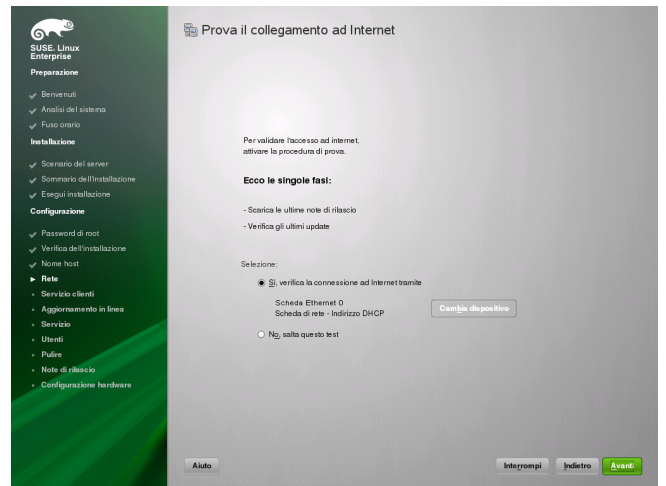 SUSE. Linux
Enterprise
Preparazione
Benvenuti
Analisi del sistema
Fuso orario
Installazione
Scenario del server
Sommario dell'installazione
Esegui installazione
Configurazione
Password di root
Verifica dell'installazione
Nome host
Rete
Servizio clienti
Aggiornamento in linea
Servizio
Utenti
Pulire
Note di rilascio
Configurazione hardware
Prova il collegamento ad Internet
Per validare l'accesso ad internet,
attivare la procedura di prova.
Ecco le singole fasi:
- Scarica le ultime note di rilascio
- Verifica gli ultimi update
Selezione:
Sì, verifica la connessione ad Internet tramite
Scheda Ethernet 0
Scheda di rete - Indirizzo DHCP
Cambia dispositivo
No, salta questo test
Aiuto
Interrompi
Indietro
Avanti